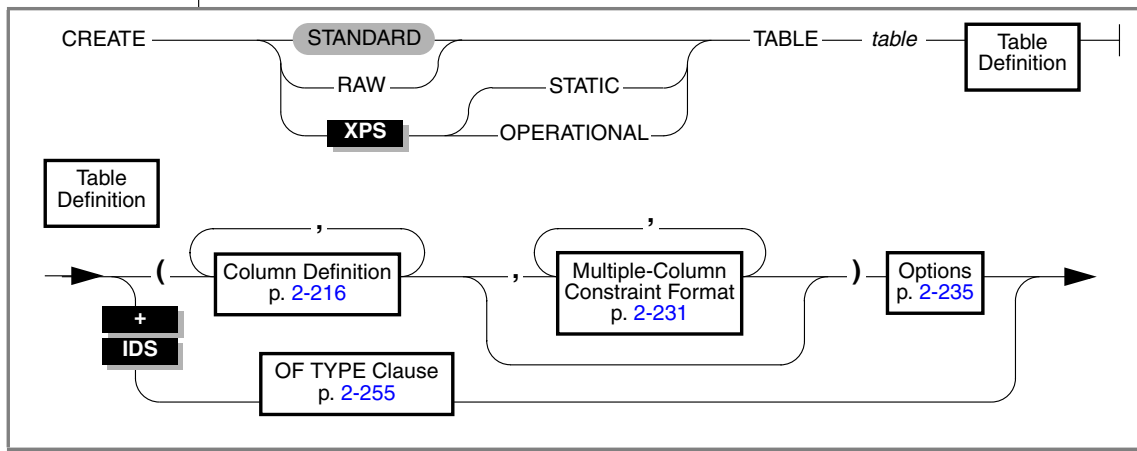 CREATE STANDARD TABLE table Table Definition
RAW STATIC
XPS OPERATIONAL
Table
Definition
, ,
( Column Definition
p. 2-216 , Multiple-Column
Constraint Format
p. 2-231 ) Options
p. 2-235
+
IDS
OF TYPE Clause
p. 2-255